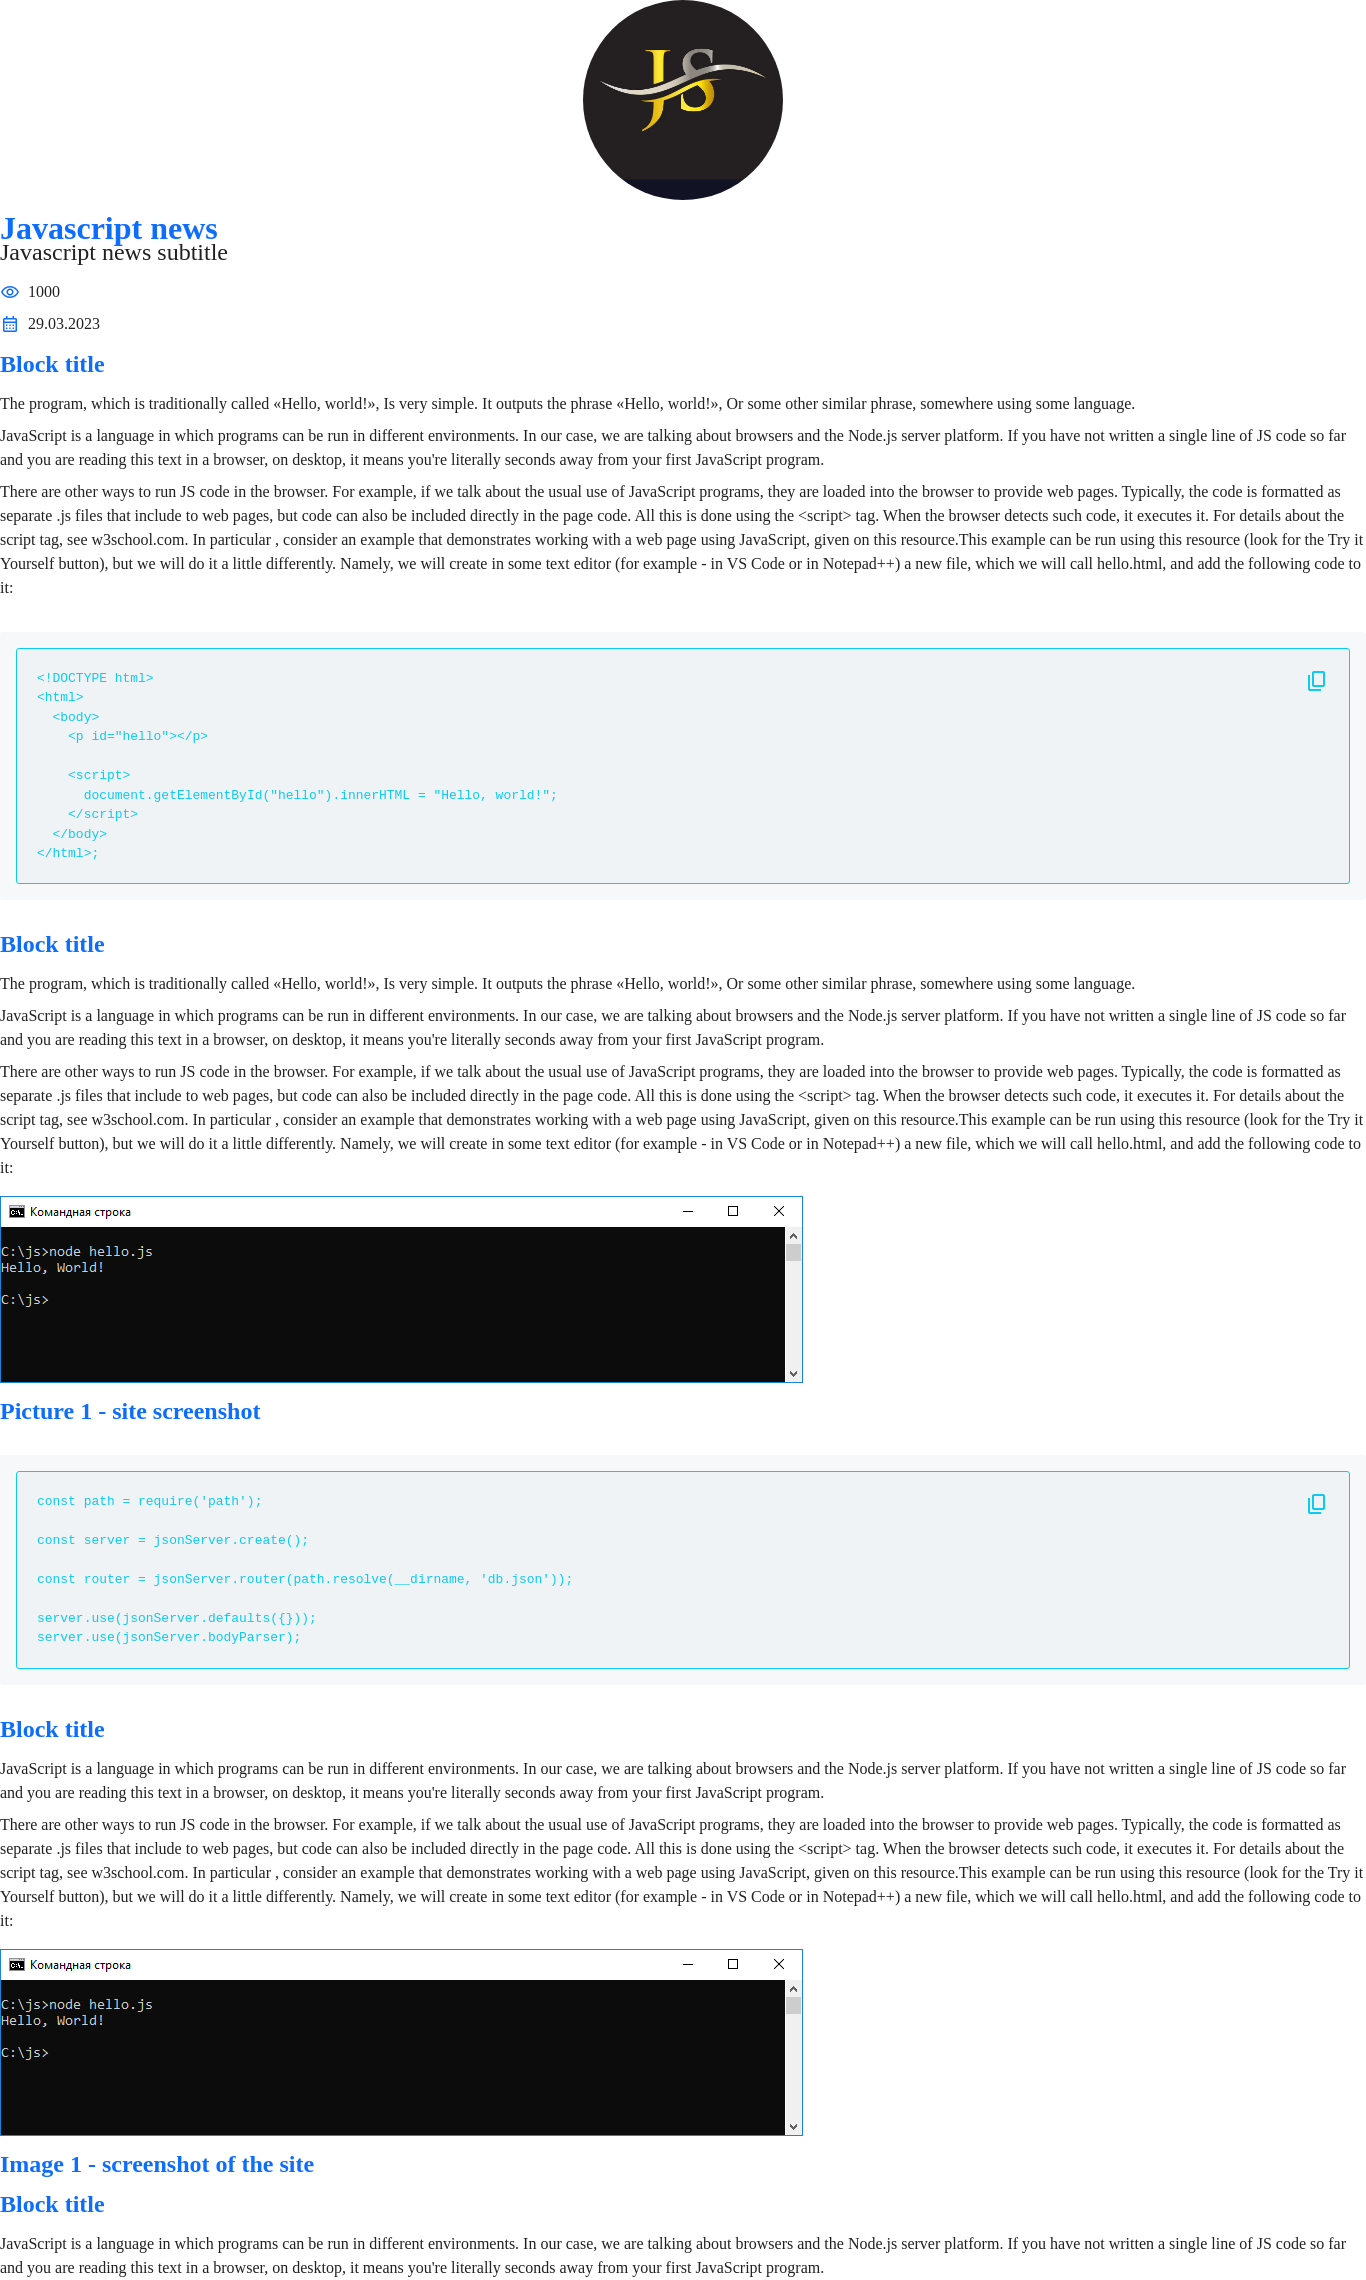 JS
Javascript news
Javascript news subtitle
1000
29.03.2023
Block title
The program, which is traditionally called «Hello, world!», Is very simple. It outputs the phrase «Hello, world!», Or some other similar phrase, somewhere using some language.
JavaScript is a language in which programs can be run in different environments. In our case, we are talking about browsers and the Node.js server platform. If you have not written a single line of JS code so far
and you are reading this text in a browser, on desktop, it means you're literally seconds away from your first JavaScript program.
There are other ways to run JS code in the browser. For example, if we talk about the usual use of JavaScript programs, they are loaded into the browser to provide web pages. Typically, the code is formatted as
separate .js files that include to web pages, but code can also be included directly in the page code. All this is done using the <script> tag. When the browser detects such code, it executes it. For details about the
script tag, see w3school.com. In particular , consider an example that demonstrates working with a web page using JavaScript, given on this resource.This example can be run using this resource (look for the Try it
Yourself button), but we will do it a little differently. Namely, we will create in some text editor (for example - in VS Code or in Notepad++) a new file, which we will call hello.html, and add the following code to
it:
<!DOCTYPE html>
<html>
  <body>
    <p id="hello"></p>
    <script>
      document.getElementById("hello").innerHTML = "Hello, world!";
    </script>
  </body>
</html>;
Block title
The program, which is traditionally called «Hello, world!», Is very simple. It outputs the phrase «Hello, world!», Or some other similar phrase, somewhere using some language.
JavaScript is a language in which programs can be run in different environments. In our case, we are talking about browsers and the Node.js server platform. If you have not written a single line of JS code so far
and you are reading this text in a browser, on desktop, it means you're literally seconds away from your first JavaScript program.
There are other ways to run JS code in the browser. For example, if we talk about the usual use of JavaScript programs, they are loaded into the browser to provide web pages. Typically, the code is formatted as
separate .js files that include to web pages, but code can also be included directly in the page code. All this is done using the <script> tag. When the browser detects such code, it executes it. For details about the
script tag, see w3school.com. In particular , consider an example that demonstrates working with a web page using JavaScript, given on this resource.This example can be run using this resource (look for the Try it
Yourself button), but we will do it a little differently. Namely, we will create in some text editor (for example - in VS Code or in Notepad++) a new file, which we will call hello.html, and add the following code to
it:
Командная строка
C:\js>node hello.js
Hello, World!
C:\js>
Picture 1 - site screenshot
const path = require('path');
const server = jsonServer.create();
const router = jsonServer.router(path.resolve(__dirname, 'db.json'));
server.use(jsonServer.defaults({}));
server.use(jsonServer.bodyParser);
Block title
JavaScript is a language in which programs can be run in different environments. In our case, we are talking about browsers and the Node.js server platform. If you have not written a single line of JS code so far
and you are reading this text in a browser, on desktop, it means you're literally seconds away from your first JavaScript program.
There are other ways to run JS code in the browser. For example, if we talk about the usual use of JavaScript programs, they are loaded into the browser to provide web pages. Typically, the code is formatted as
separate .js files that include to web pages, but code can also be included directly in the page code. All this is done using the <script> tag. When the browser detects such code, it executes it. For details about the
script tag, see w3school.com. In particular , consider an example that demonstrates working with a web page using JavaScript, given on this resource.This example can be run using this resource (look for the Try it
Yourself button), but we will do it a little differently. Namely, we will create in some text editor (for example - in VS Code or in Notepad++) a new file, which we will call hello.html, and add the following code to
it:
Командная строка
C:\js>node hello.js
Hello, World!
C:\js>
Image 1 - screenshot of the site
Block title
JavaScript is a language in which programs can be run in different environments. In our case, we are talking about browsers and the Node.js server platform. If you have not written a single line of JS code so far
and you are reading this text in a browser, on desktop, it means you're literally seconds away from your first JavaScript program.